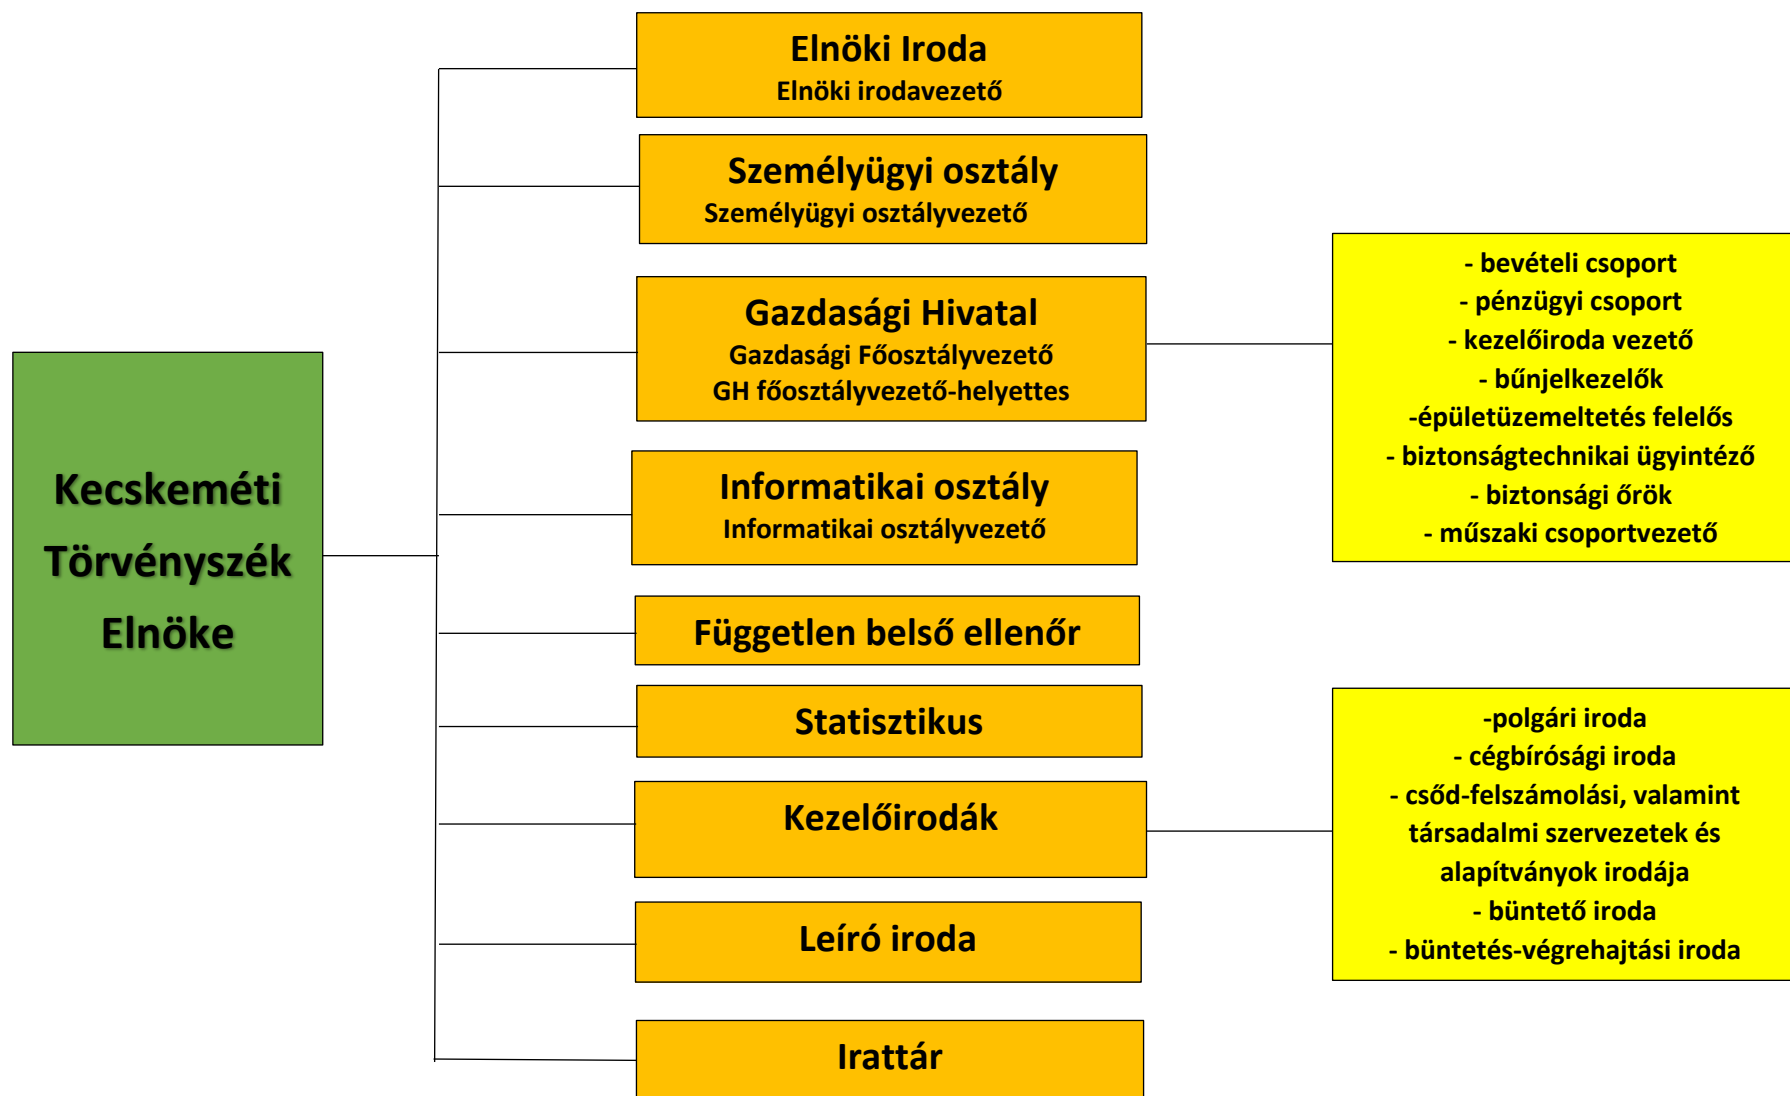 Kecskeméti
Törvényszék
Elnöke
Elnöki Iroda
Elnöki irodavezető
Személyügyi osztály
Személyügyi osztályvezető
Gazdasági Hivatal
Gazdasági Főosztályvezető
GH főosztályvezető-helyettes
- bevételi csoport
- pénzügyi csoport
- kezelőiroda vezető
- bűnjelkezelők
-épületüzemeltetés felelős
- biztonságtechnikai ügyintéző
- biztonsági őrök
- műszaki csoportvezető
Informatikai osztály
Informatikai osztályvezető
Független belső ellenőr
Statisztikus
Kezelőirodák
-polgári iroda
- cégbírósági iroda
- csőd-felszámolási, valamint
társadalmi szervezetek és
alapítványok irodája
- büntető iroda
- büntetés-végrehajtási iroda
Leíró iroda
Irattár